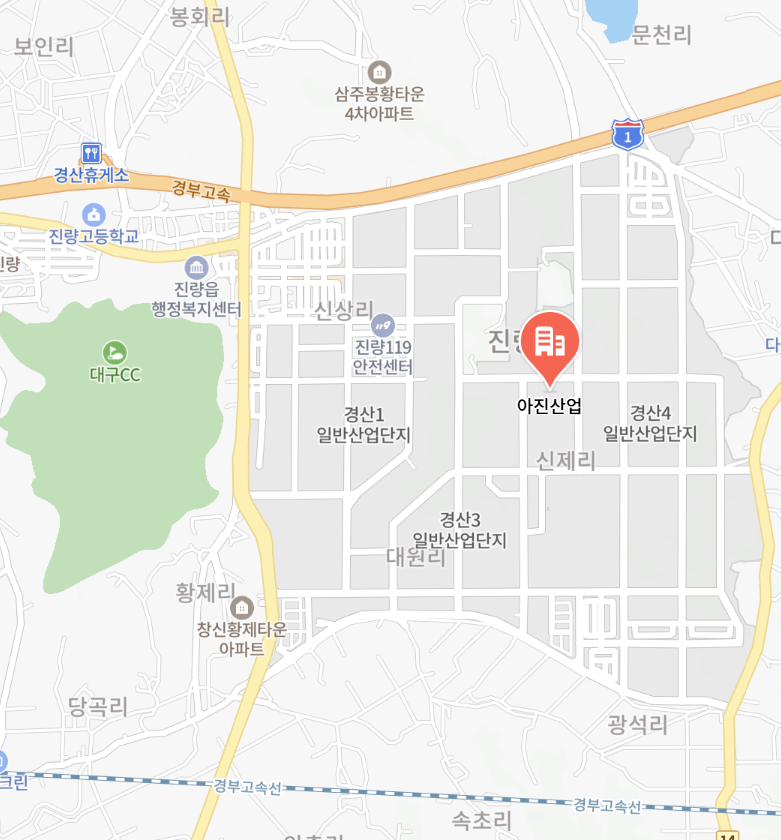 봉회리
보인리
문천리
삼주봉황타운
4차아파트
1
경산휴게소
경부고속
진량고등학교
진량
진량읍
행정복지센터
신상리
119
진량119
안전센터
대구CC
아진산업
경산1
일반산업단지
경산4
일반산업단지
신제리
경산3
일반산업단지
대원리
황제리
창신황제타운
아파트
당곡리
광석리
크린
경부고속선
경부고속선
속초리
14